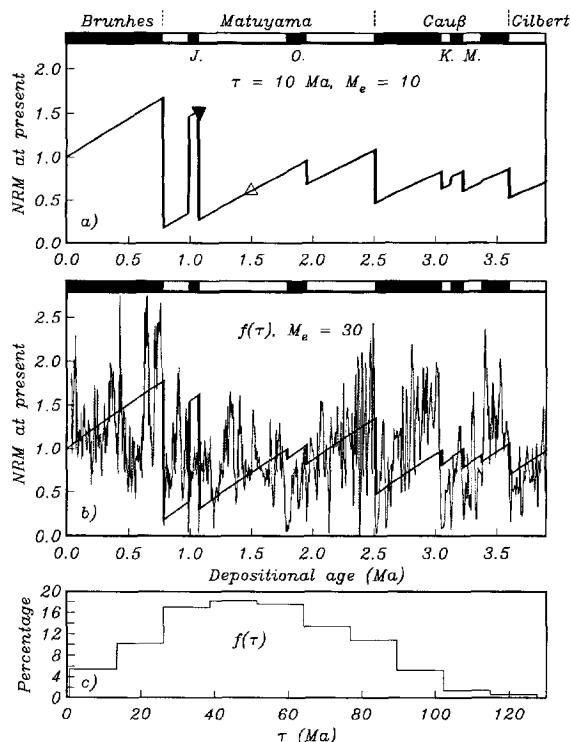 Brunhes Matuyama Gauß Gilbert
J. O. K. M.
τ = 10 Ma, Mₑ = 10
NRM at present
2.0
1.5
1.0
0.5
0.0
a)
0.0 0.5 1.0 1.5 2.0 2.5 3.0 3.5
f(τ), Mₑ = 30
NRM at present
2.5
2.0
1.5
1.0
0.5
0.0
b)
0.0 0.5 1.0 1.5 2.0 2.5 3.0 3.5
Depositional age (Ma)
Percentage
20
16
12
8
4
0
f(τ)
c)
0 20 40 60 80 100 120
τ (Ma)